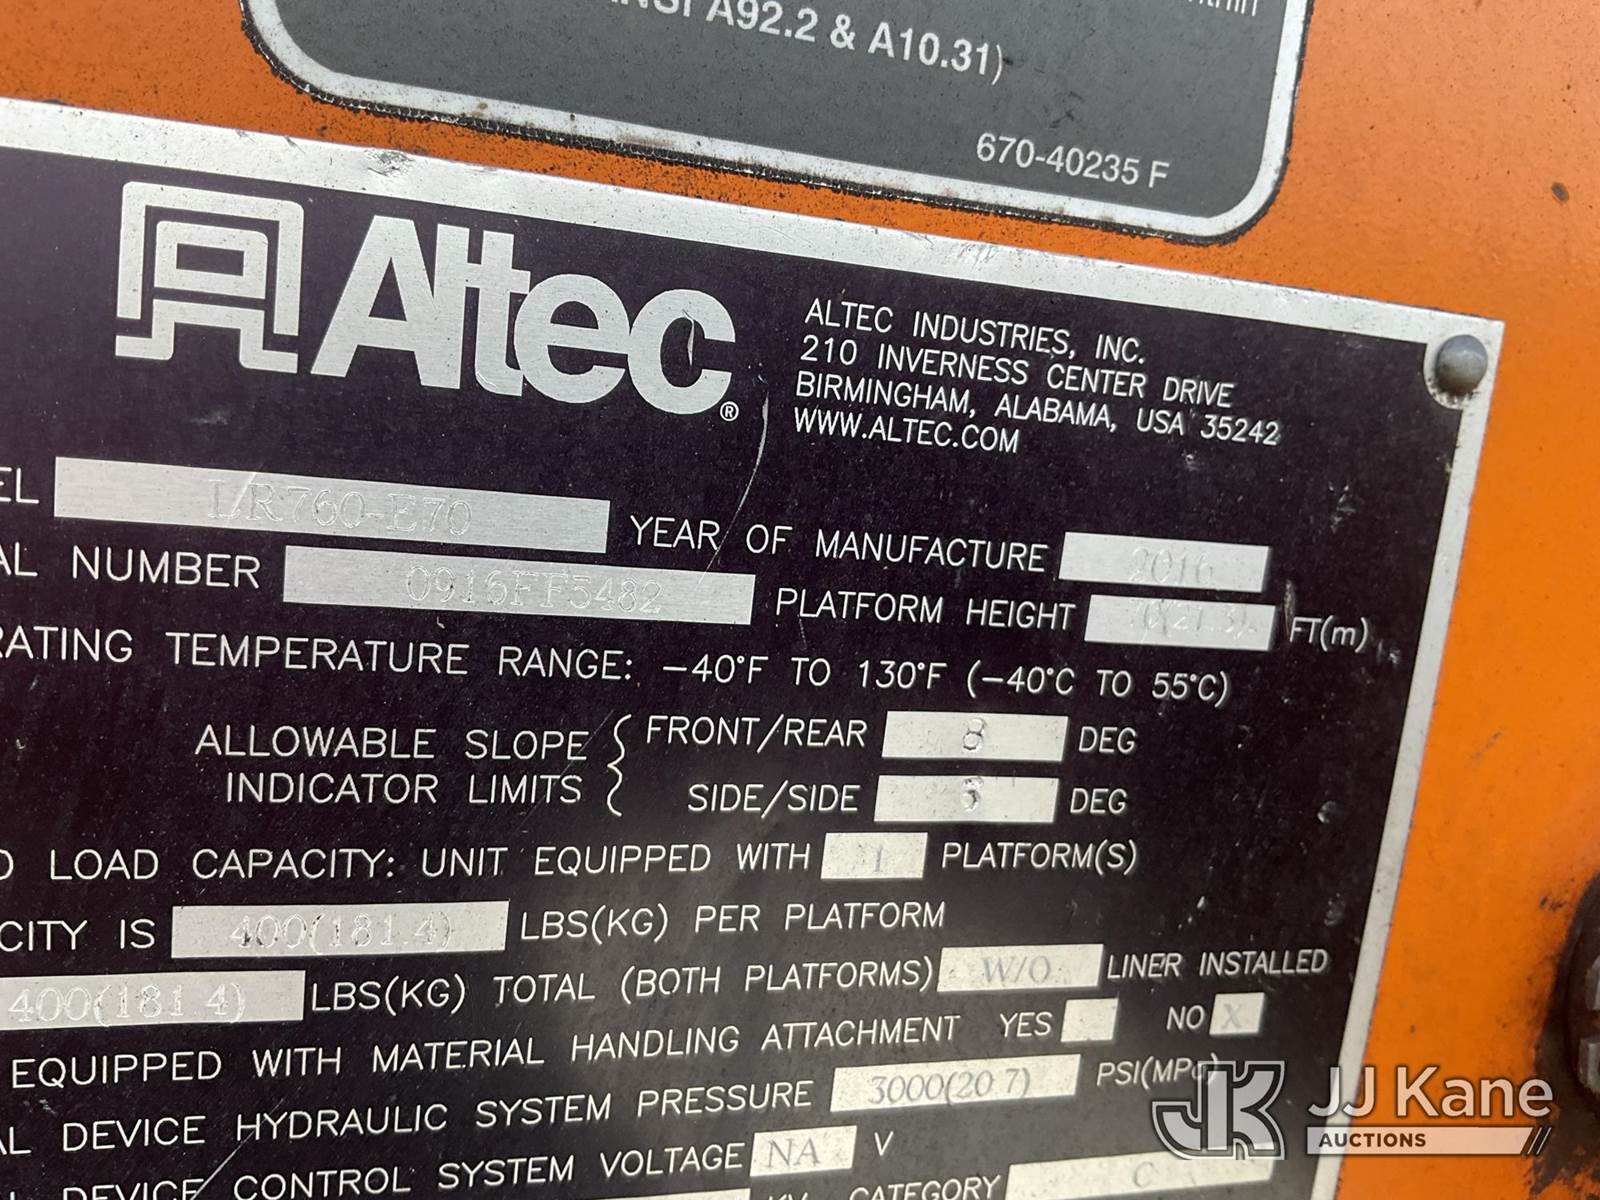 A92.2 & A10.31)
670-40235 F
Altec®
ALTEC INDUSTRIES, INC.
210 INVERNESS CENTER DRIVE
BIRMINGHAM, ALABAMA, USA 35242
WWW.ALTEC.COM
EL LR760-E70 YEAR OF MANUFACTURE 2016
AL NUMBER 0916FF5482 PLATFORM HEIGHT 70(21.3) FT(m)
RATING TEMPERATURE RANGE: -40°F TO 130°F (-40°C TO 55°C)
ALLOWABLE SLOPE FRONT/REAR 8 DEG
INDICATOR LIMITS SIDE/SIDE DEG
D LOAD CAPACITY: UNIT EQUIPPED WITH 1 PLATFORM(S)
CITY IS 400(181.4) LBS(KG) PER PLATFORM
400(181.4) LBS(KG) TOTAL (BOTH PLATFORMS) W/O LINER INSTALLED
EQUIPPED WITH MATERIAL HANDLING ATTACHMENT YES NO X
AL DEVICE HYDRAULIC SYSTEM PRESSURE 3000(20.7) PSI(MPa)
DEVICE CONTROL SYSTEM VOLTAGE NA V
KV CATEGORY C
JK JJ Kane
AUCTIONS